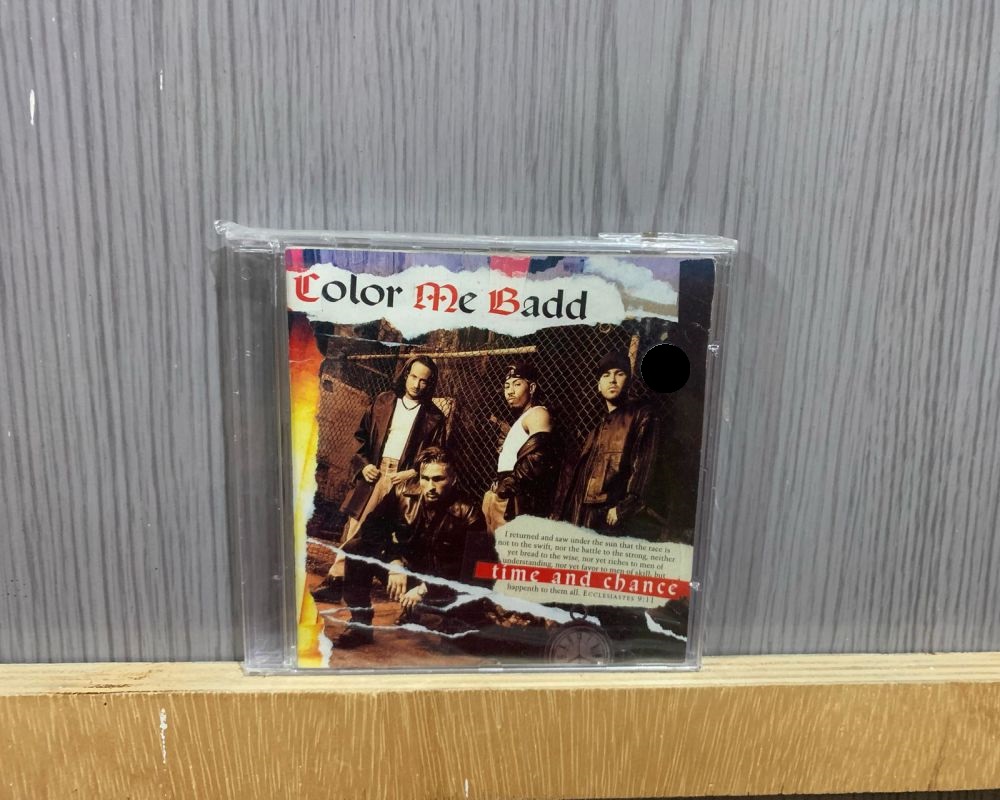 Color Me Badd
I returned and saw under the sun that the race is
not to the swift, nor the battle to the strong, neither
yet bread to the wise, nor yet riches to men of
understanding, nor yet favor to men of skill, but
time and chance
happenth to them all. ECCLESIASTES 9:11